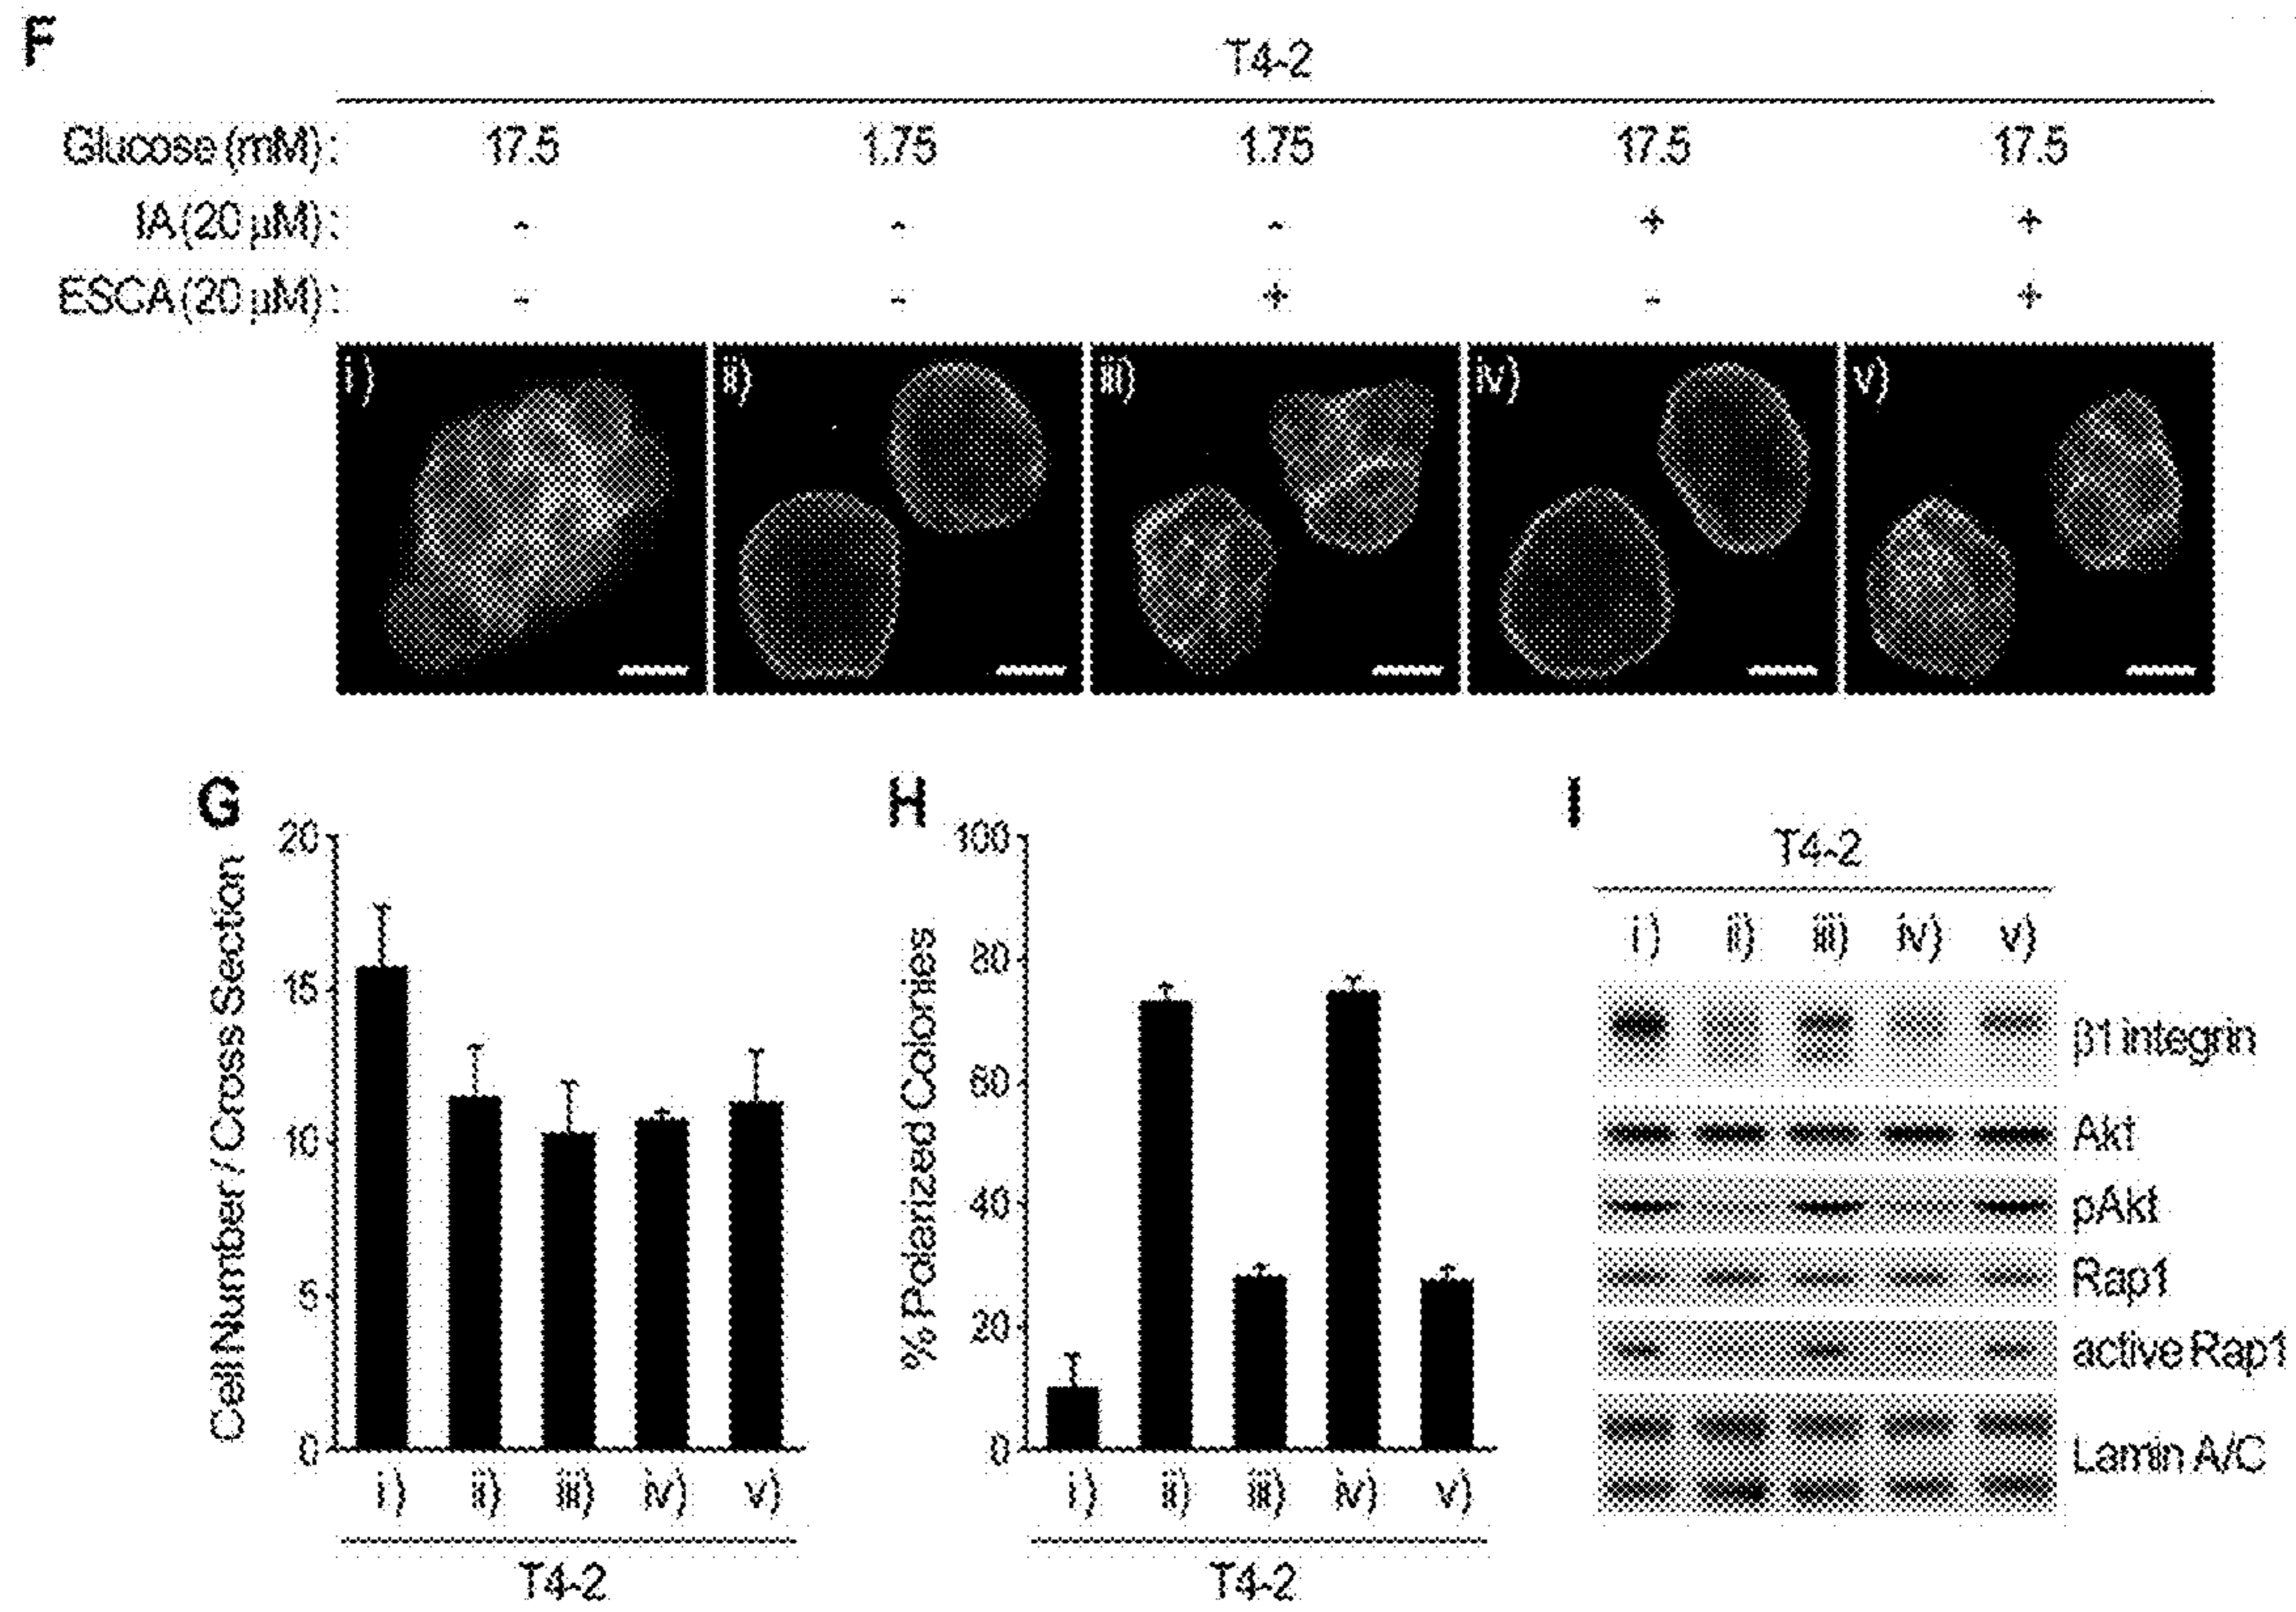 F
T4-2
Glucose (mM): 17.5 1.75 1.75 17.5 17.5
IA (20 µM): - - - + +
ESCA (20 µM): - - + - +
i) ii) iii) iv) v)
G
Cell Number / Cross Section
20
15
10
5
0
i) ii) iii) iv) v)
T4-2
H
% Polarized Colonies
100
80
60
40
20
0
i) ii) iii) iv) v)
T4-2
I
T4-2
i) ii) iii) iv) v)
β1 integrin
Akt
pAkt
Rap1
active Rap1
Lamin A/C